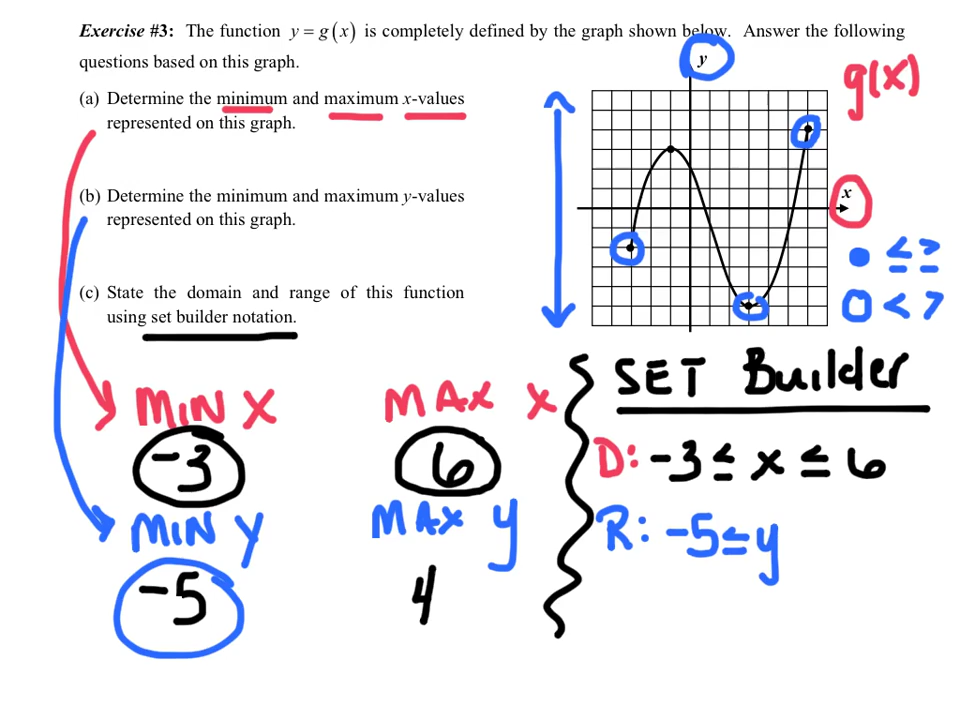 Exercise #3: The function y = g(x) is completely defined by the graph shown below. Answer the following
questions based on this graph.
(a) Determine the minimum and maximum x-values
represented on this graph.
(b) Determine the minimum and maximum y-values
represented on this graph.
(c) State the domain and range of this function
using set builder notation.
y
g(x)
x
● ≤ ≥
○ < >
MIN X
MAX X
-3
6
MIN y
MAX y
-5
4
SET Builder
D: -3 ≤ x ≤ 6
R: -5 ≤ y